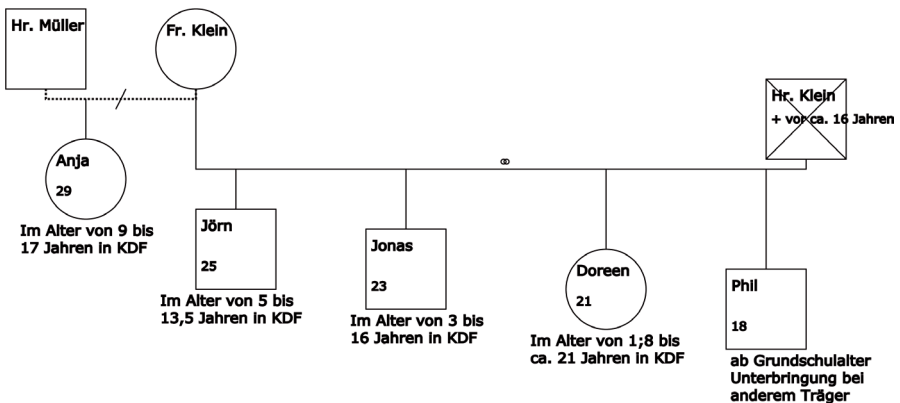 Hr. Müller
Fr. Klein
Hr. Klein
+ vor ca. 16 Jahren
Anja
29
Im Alter von 9 bis
17 Jahren in KDF
Jörn
25
Im Alter von 5 bis
13,5 Jahren in KDF
Jonas
23
Im Alter von 3 bis
16 Jahren in KDF
Doreen
21
Im Alter von 1;8 bis
ca. 21 Jahren in KDF
Phil
18
ab Grundschulalter
Unterbringung bei
anderem Träger